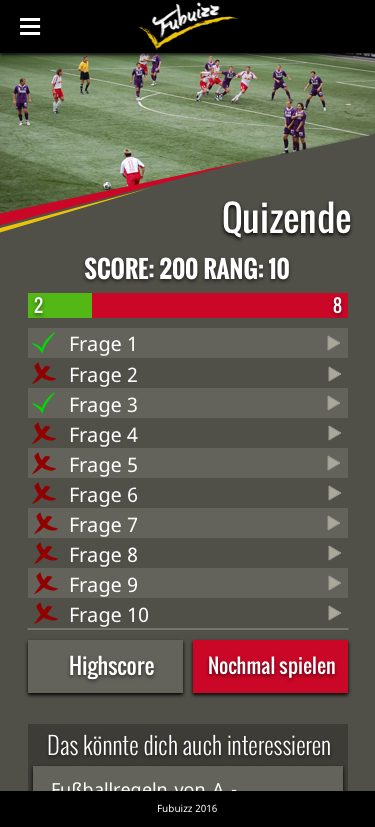 Fubuizz
Quizende
SCORE: 200 RANG: 10
2 8
Frage 1
Frage 2
Frage 3
Frage 4
Frage 5
Frage 6
Frage 7
Frage 8
Frage 9
Frage 10
Highscore Nochmal spielen
Das könnte dich auch interessieren
Fußballregeln von A -
Fubuizz 2016